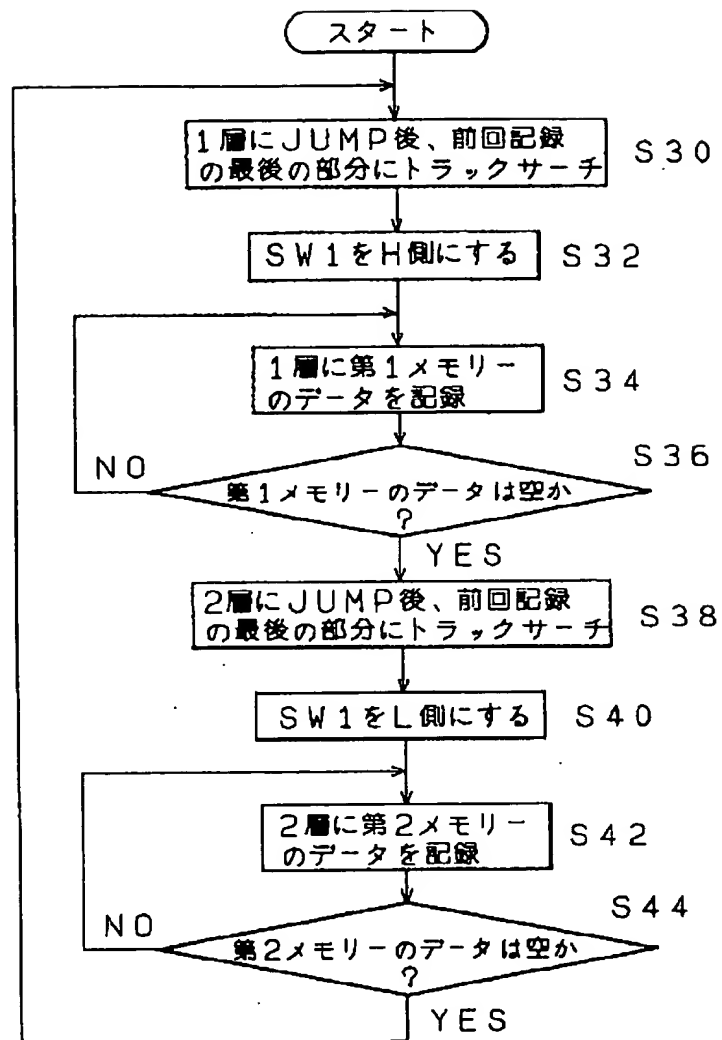 スタート
1層にJUMP後、前回記録
の最後の部分にトラックサーチ
S30
SW1をH側にする
S32
1層に第1メモリー
のデータを記録
S34
S36
NO
第1メモリーのデータは空か
?
YES
2層にJUMP後、前回記録
の最後の部分にトラックサーチ
S38
SW1をL側にする
S40
2層に第2メモリー
のデータを記録
S42
S44
NO
第2メモリーのデータは空か
?
YES